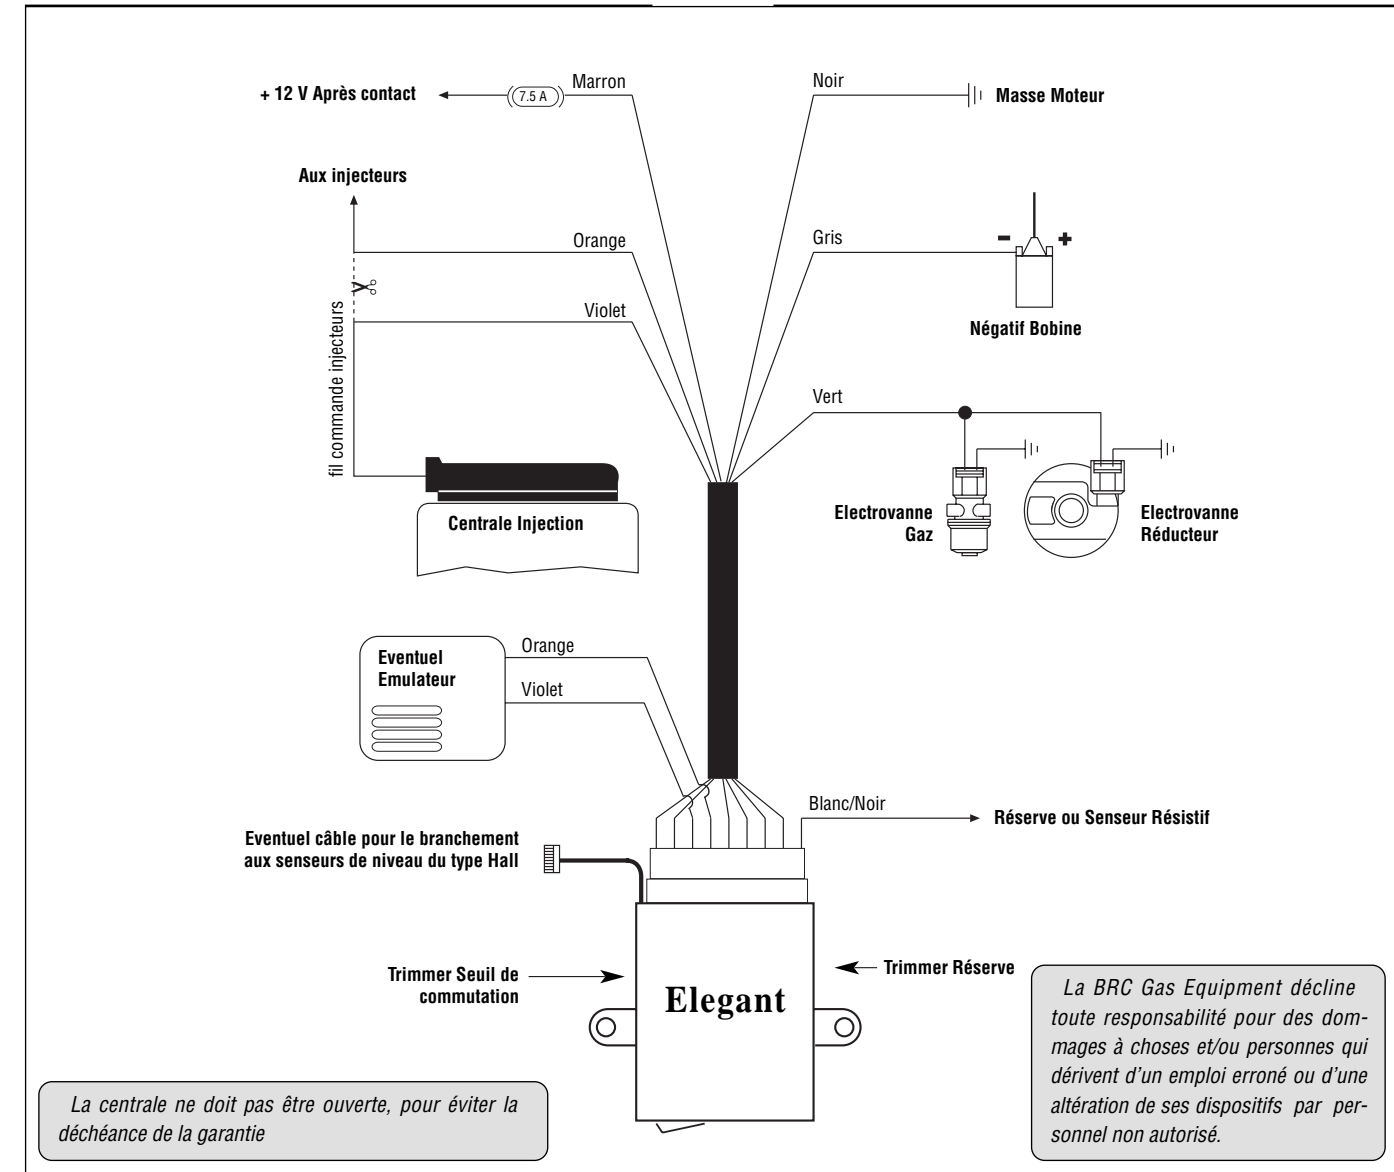 Marron
Noir
+ 12 V Après contact
7.5 A
Masse Moteur
Aux injecteurs
Orange
Gris
- +
Violet
Négatif Bobine
fil commande injecteurs
Vert
Centrale Injection
Electrovanne
Gaz
Electrovanne
Réducteur
Eventuel
Emulateur
Orange
Violet
Blanc/Noir
Réserve ou Senseur Résistif
Eventuel câble pour le branchement
aux senseurs de niveau du type Hall
Trimmer Seuil de
commutation
Trimmer Réserve
Elegant
La centrale ne doit pas être ouverte, pour éviter la
déchéance de la garantie
La BRC Gas Equipment décline
toute responsabilité pour des dom-
mages à choses et/ou personnes qui
dérivent d’un emploi erroné ou d’une
altération de ses dispositifs par per-
sonnel non autorisé.